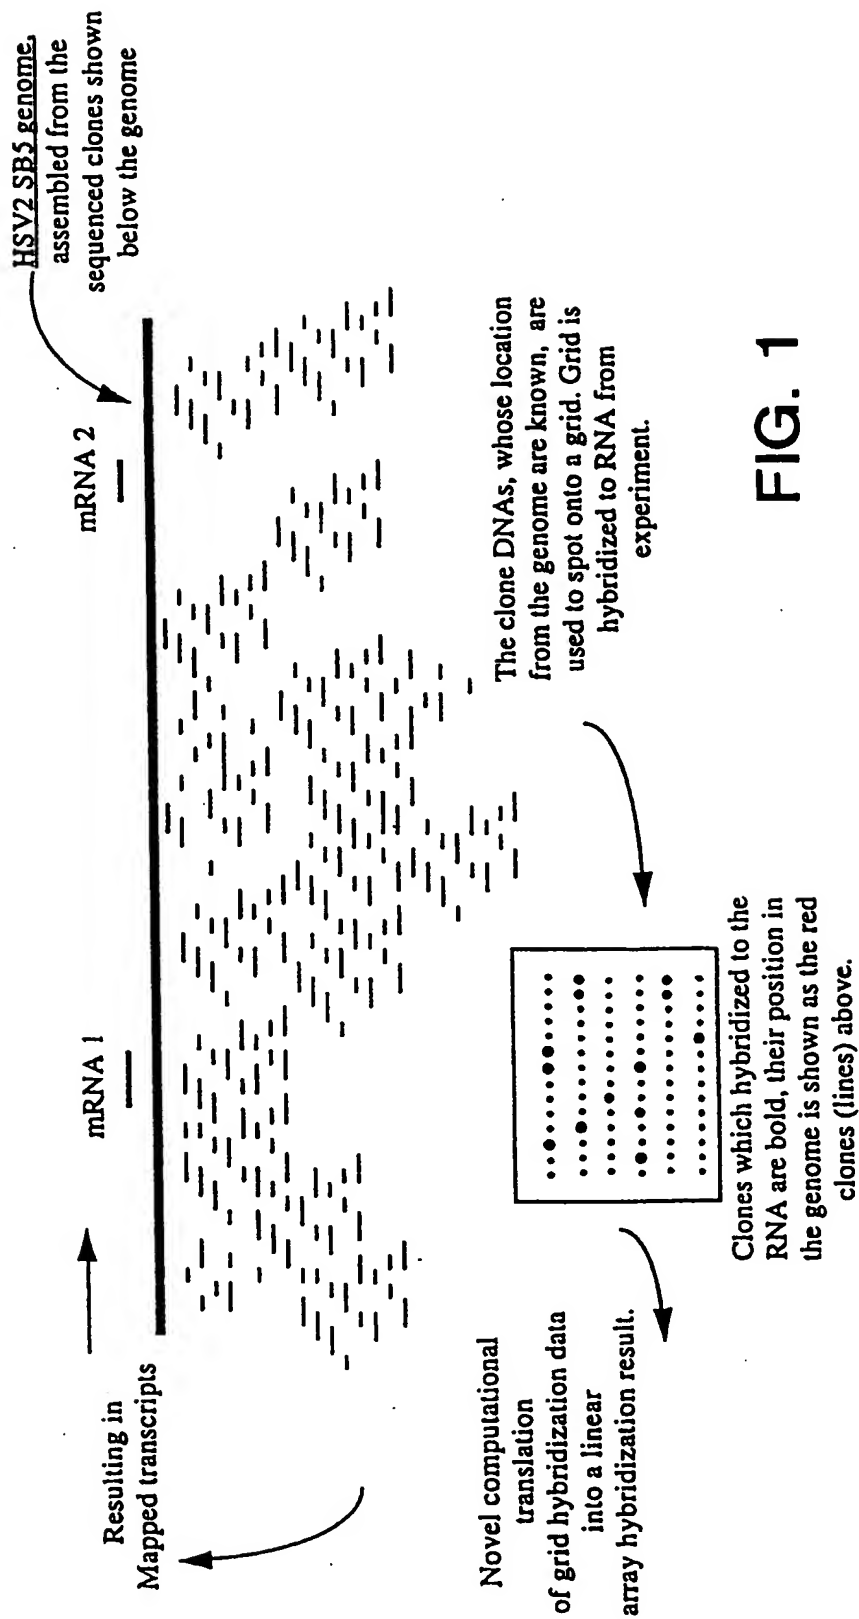 HSV2 SB5 genome,
assembled from the
sequenced clones shown
below the genome
mRNA 1
mRNA 2
Resulting in
Mapped transcripts
The clone DNAs, whose location
from the genome are known, are
used to spot onto a grid. Grid is
hybridized to RNA from
experiment.
Clones which hybridized to the
RNA are bold, their position in
the genome is shown as the red
clones (lines) above.
Novel computational
translation
of grid hybridization data
into a linear
array hybridization result.
FIG. 1